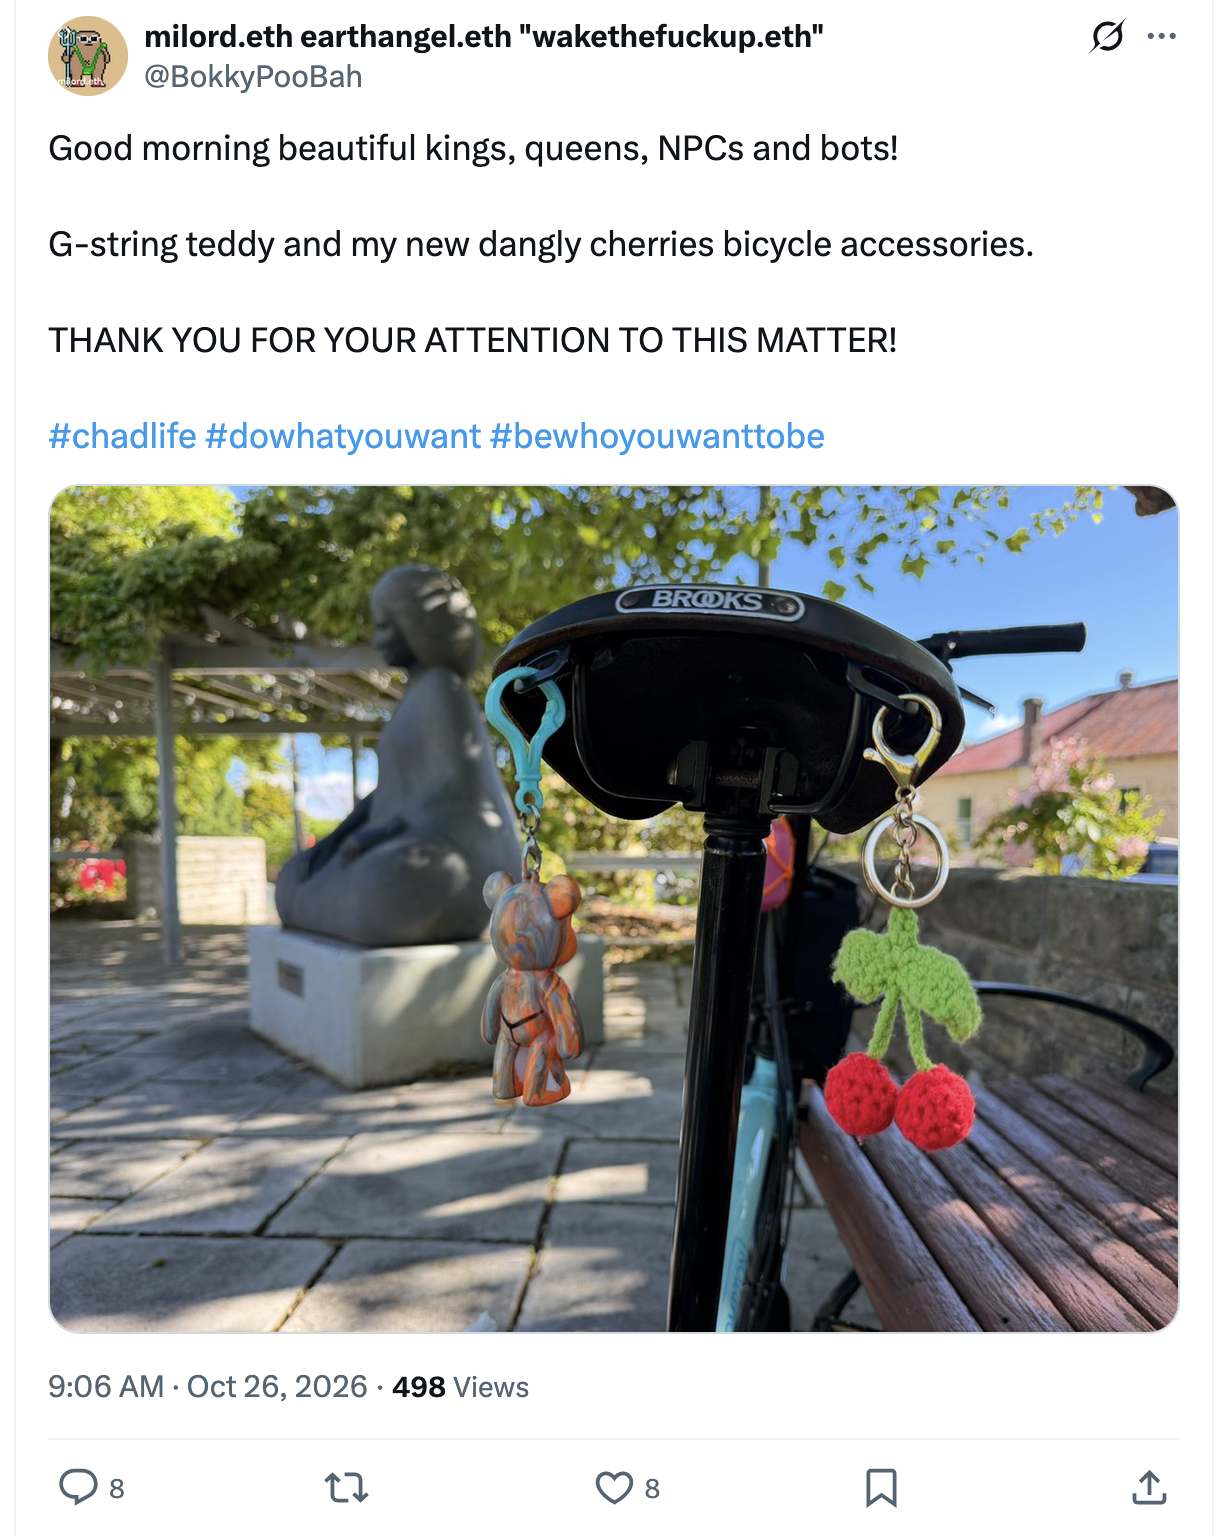 milord.eth earthangel.eth "wakethefuckup.eth"
@BokkyPooBah
milord.eth
Good morning beautiful kings, queens, NPCs and bots!
G-string teddy and my new dangly cherries bicycle accessories.
THANK YOU FOR YOUR ATTENTION TO THIS MATTER!
#chadlife #dowhatyouwant #bewhoyouwanttobe
BROOKS
9:06 AM · Oct 26, 2026 · 498 Views
8
8